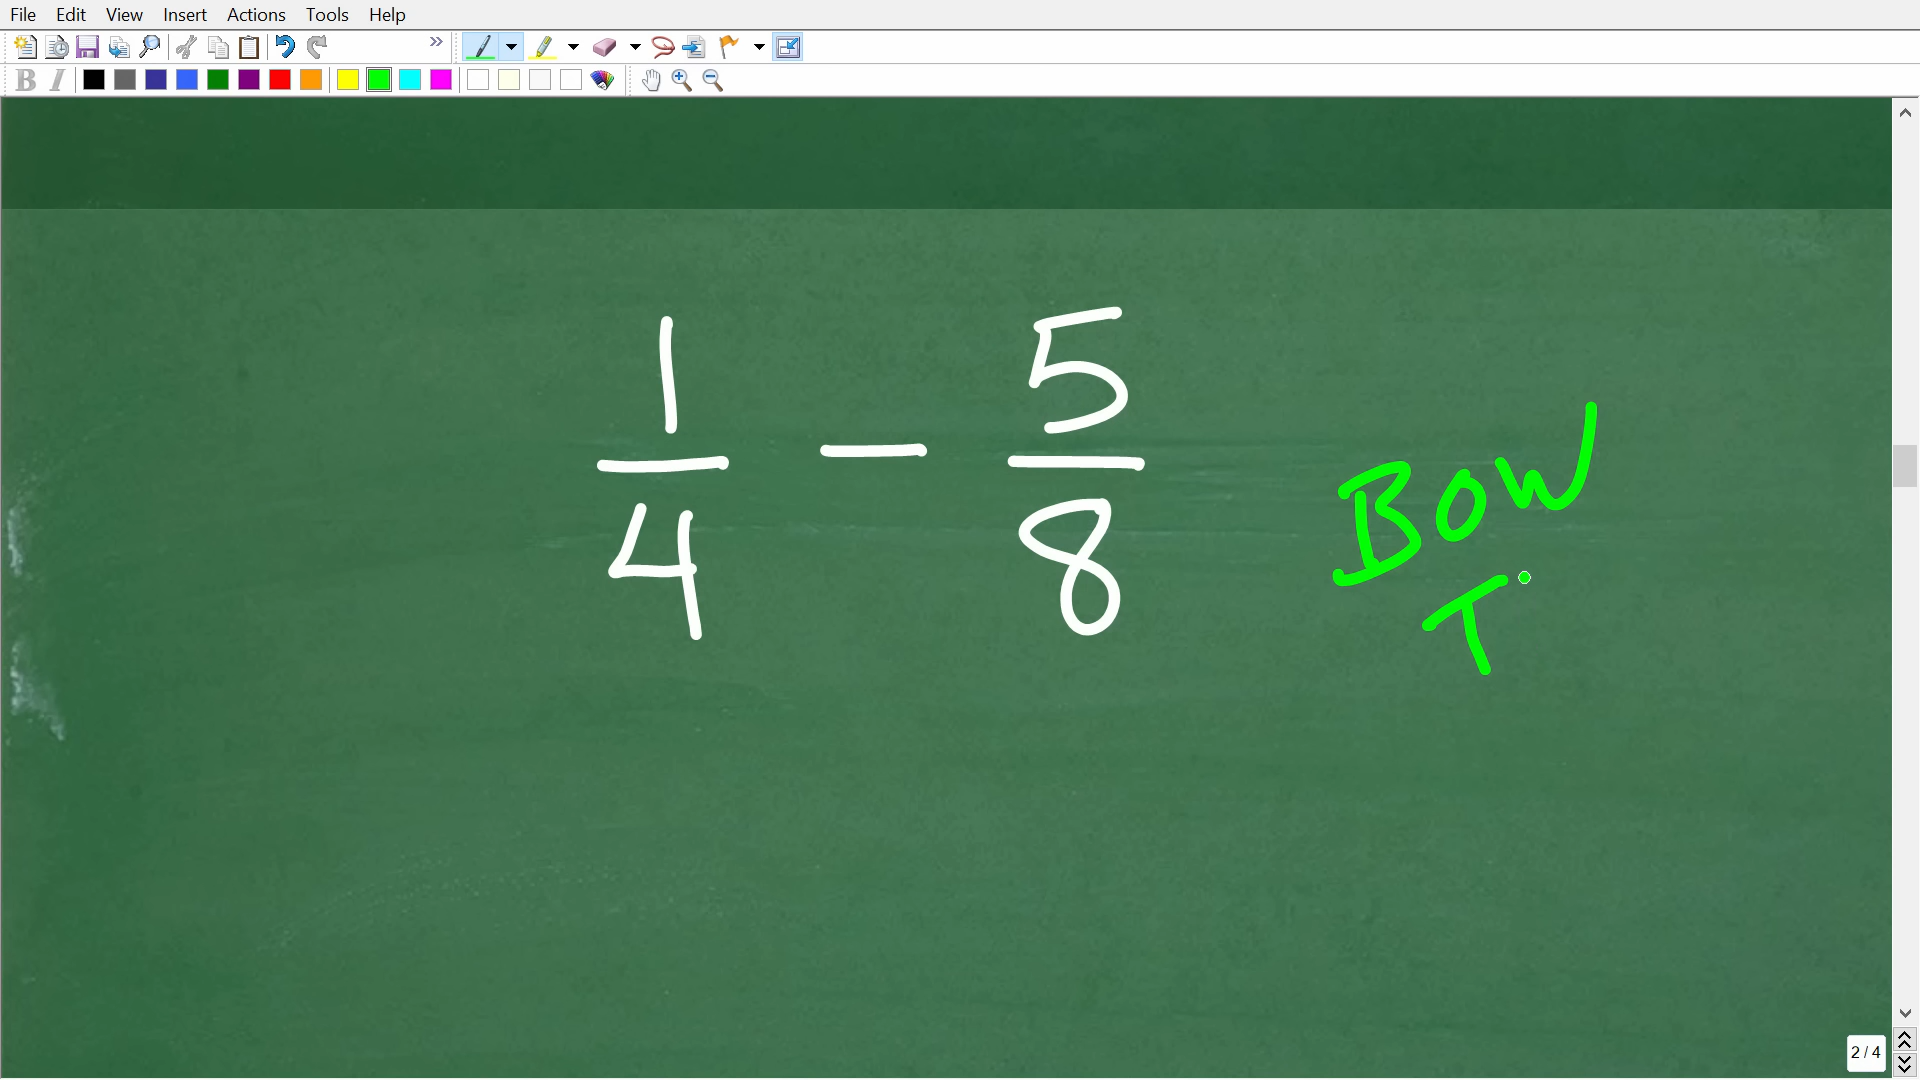 File Edit View Insert Actions Tools Help
B I
1 5
— —
4 8
Bow
T
2 / 4